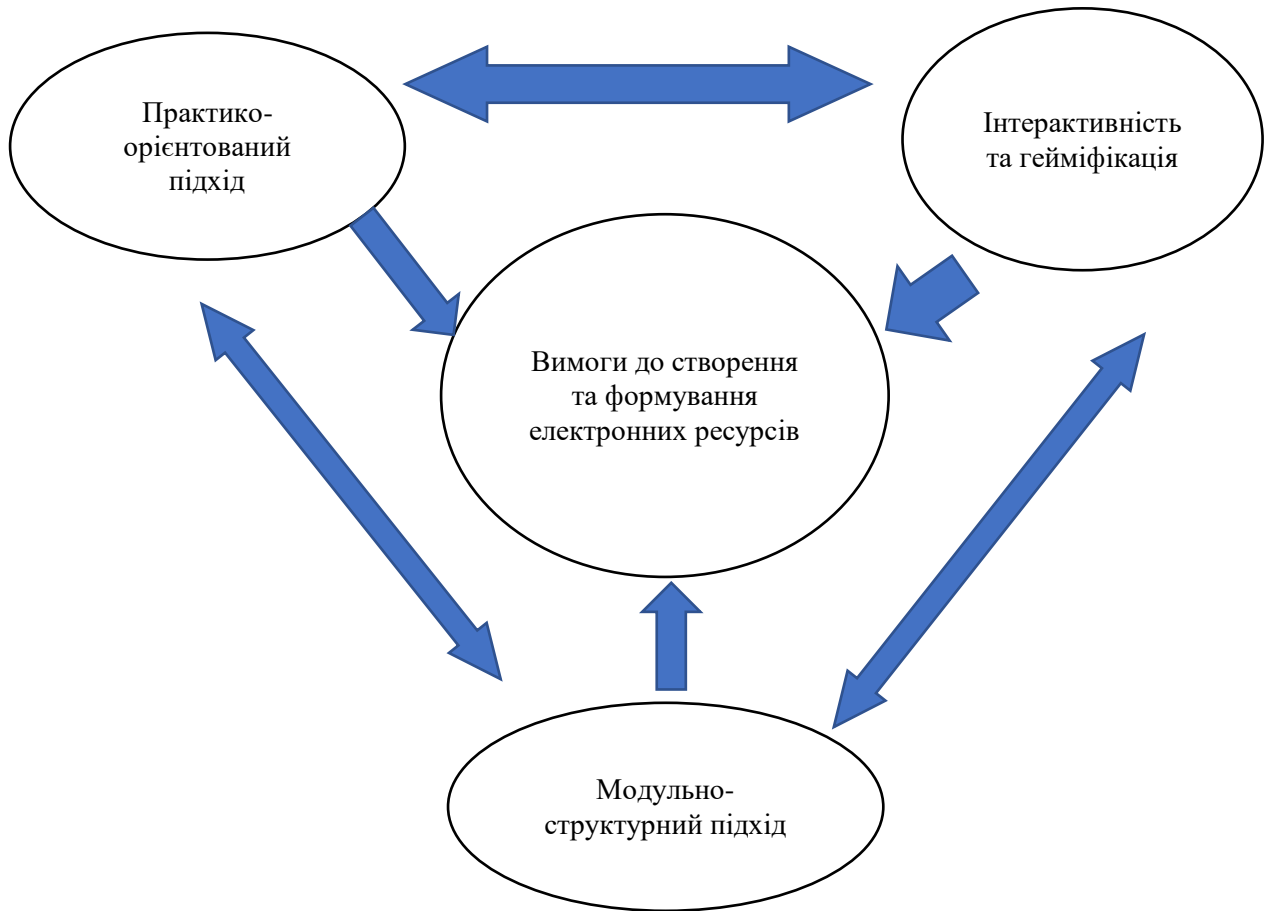 Практико-
орієнтований
підхід
Інтерактивність
та гейміфікація
Вимоги до створення
та формування
електронних ресурсів
Модульно-
структурний підхід